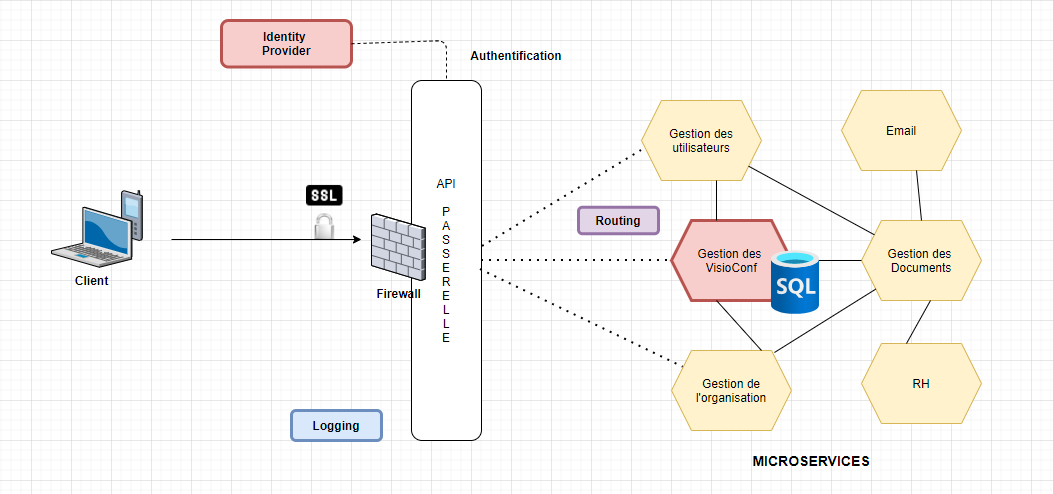 Identity
Provider
Authentification
Gestion des
utilisateurs
Email
API
P
A
S
S
E
R
E
L
L
E
SSL
Routing
Client
Firewall
Gestion des
VisioConf
SQL
Gestion des
Documents
Gestion de
l'organisation
RH
Logging
MICROSERVICES